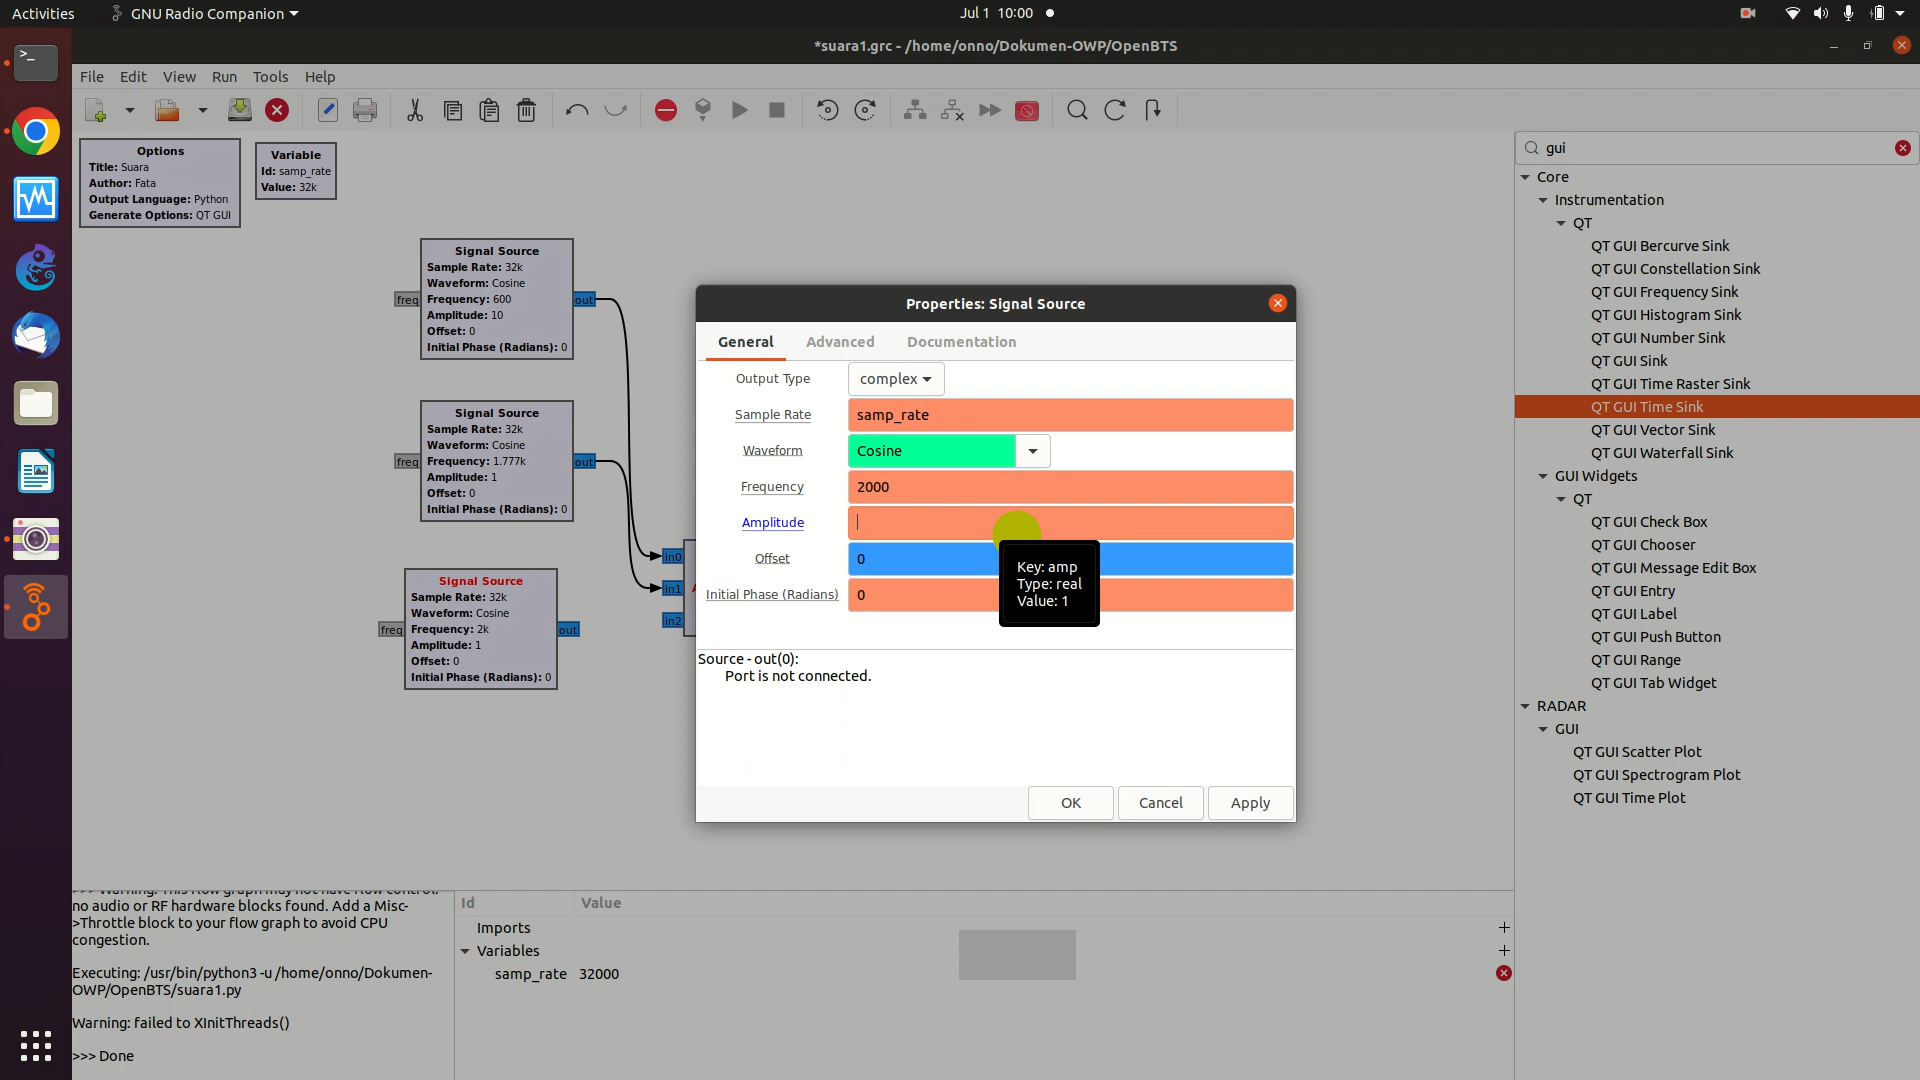 Activities
GNU Radio Companion
Jul 1 10:00
*suara1.grc - /home/onno/Dokumen-OWP/OpenBTS
File Edit View Run Tools Help
Options
Title: Suara
Author: Fata
Output Language: Python
Generate Options: QT GUI
Variable
Id: samp_rate
Value: 32k
Signal Source
Sample Rate: 32k
Waveform: Cosine
Frequency: 600
Amplitude: 10
Offset: 0
Initial Phase (Radians): 0
freq
out
Signal Source
Sample Rate: 32k
Waveform: Cosine
Frequency: 1.777k
Amplitude: 1
Offset: 0
Initial Phase (Radians): 0
freq
out
Signal Source
Sample Rate: 32k
Waveform: Cosine
Frequency: 2k
Amplitude: 1
Offset: 0
Initial Phase (Radians): 0
freq
out
in0
in1
in2
Properties: Signal Source
General Advanced Documentation
Output Type complex
Sample Rate samp_rate
Waveform Cosine
Frequency 2000
Amplitude
Offset 0
Initial Phase (Radians) 0
Key: amp
Type: real
Value: 1
Source - out(0):
Port is not connected.
OK Cancel Apply
gui
Core
Instrumentation
QT
QT GUI Bercurve Sink
QT GUI Constellation Sink
QT GUI Frequency Sink
QT GUI Histogram Sink
QT GUI Number Sink
QT GUI Sink
QT GUI Time Raster Sink
QT GUI Time Sink
QT GUI Vector Sink
QT GUI Waterfall Sink
GUI Widgets
QT
QT GUI Check Box
QT GUI Chooser
QT GUI Message Edit Box
QT GUI Entry
QT GUI Label
QT GUI Push Button
QT GUI Range
QT GUI Tab Widget
RADAR
GUI
QT GUI Scatter Plot
QT GUI Spectrogram Plot
QT GUI Time Plot
>>> Warning: This flow graph may not have flow control:
no audio or RF hardware blocks found. Add a Misc-
>Throttle block to your flow graph to avoid CPU
congestion.
Executing: /usr/bin/python3 -u /home/onno/Dokumen-
OWP/OpenBTS/suara1.py
Warning: failed to XInitThreads()
>>> Done
Id Value
Imports
Variables
samp_rate 32000